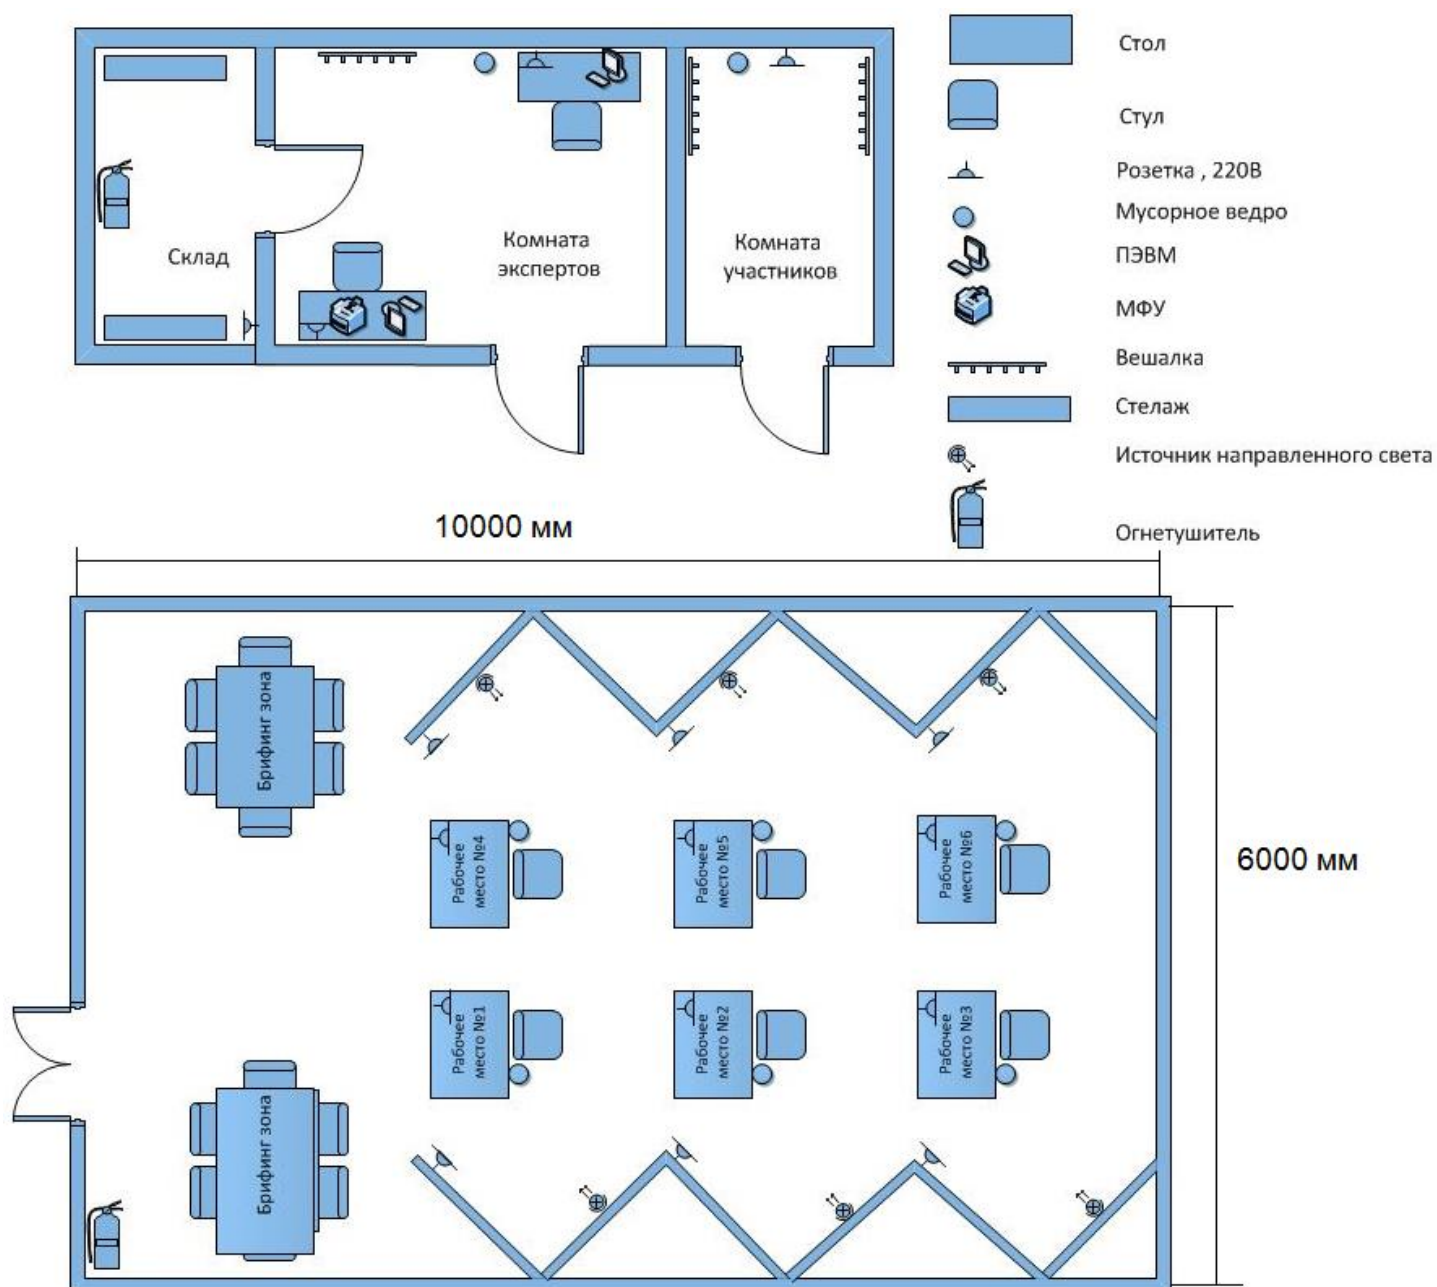 Стол
Стул
Розетка , 220В
Мусорное ведро
ПЭВМ
МФУ
Вешалка
Стелаж
Источник направленного света
Огнетушитель
Склад
Комната
экспертов
Комната
участников
10000 мм
6000 мм
Брифинг зона
Рабочее
место №4
Рабочее
место №5
Рабочее
место №6
Рабочее
место №1
Рабочее
место №2
Рабочее
место №3
Брифинг зона